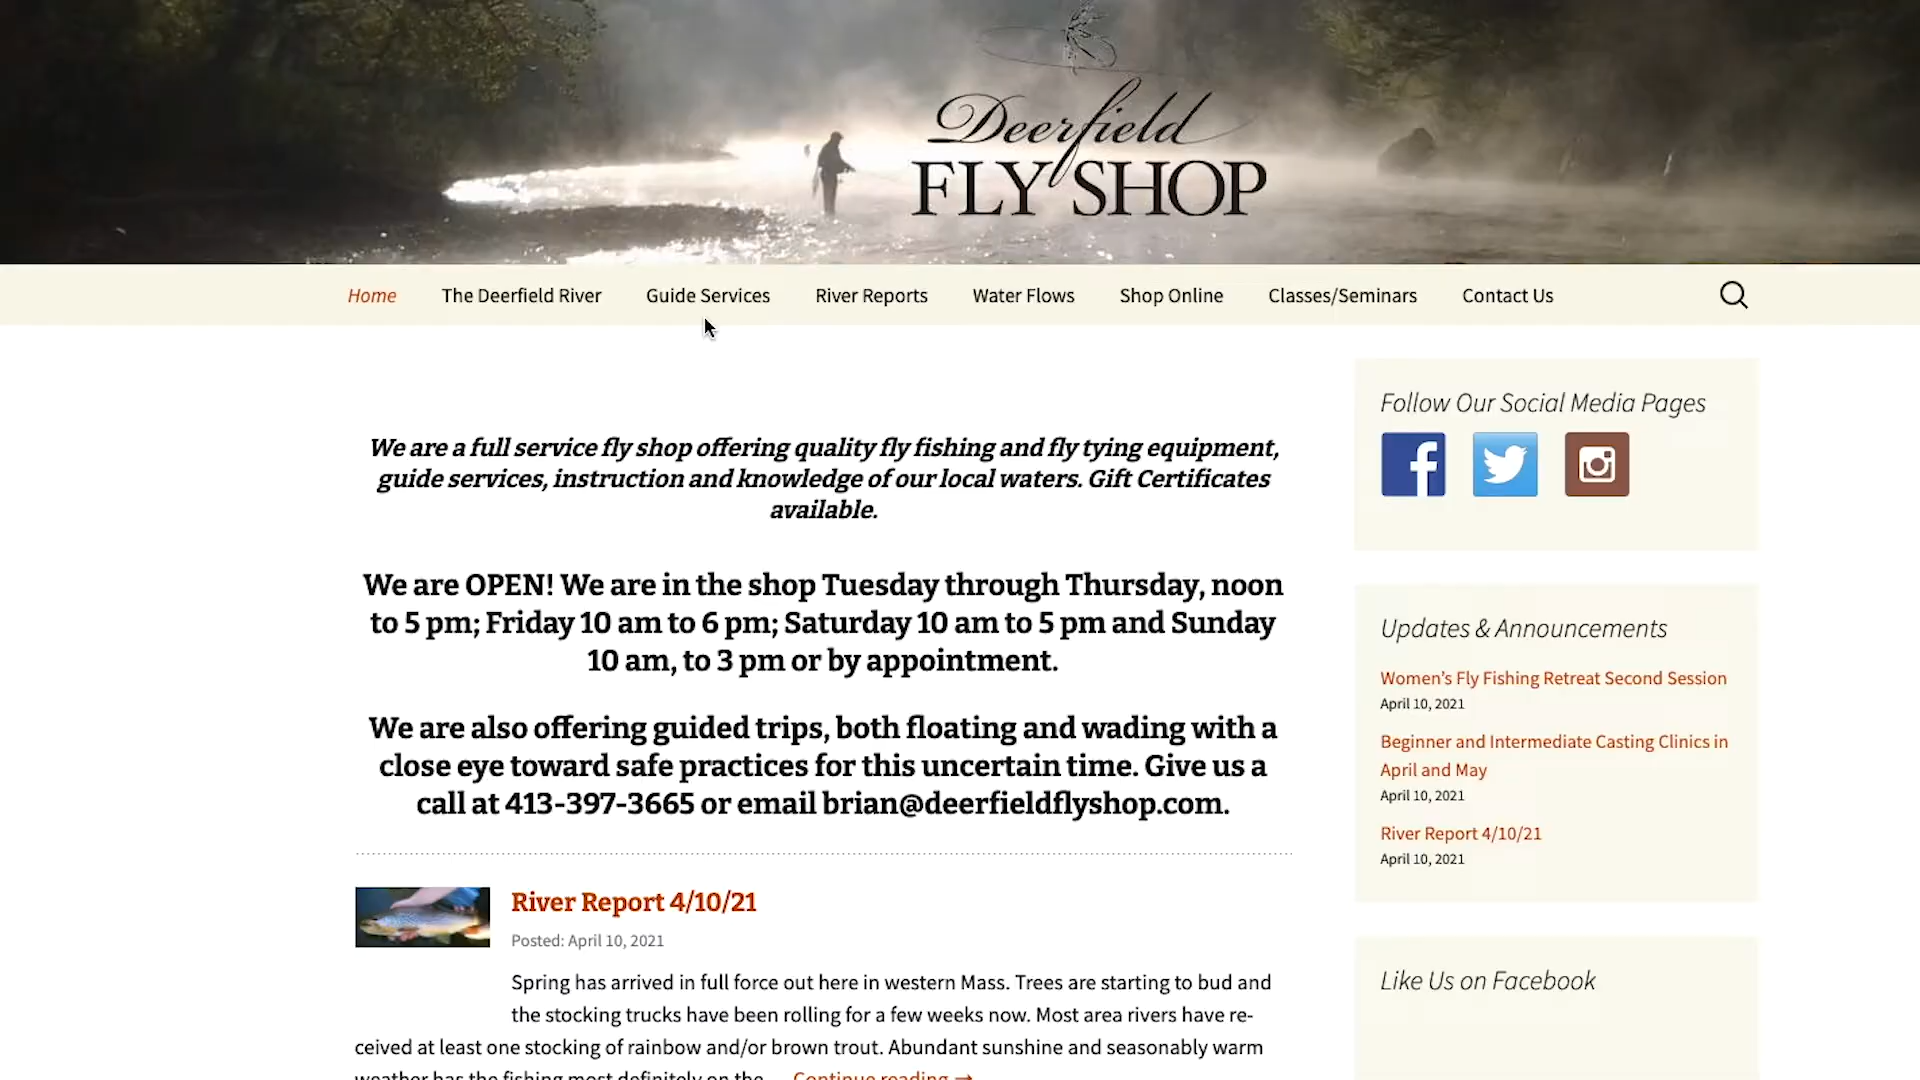 Deerfield
FLY SHOP
Home The Deerfield River Guide Services River Reports Water Flows Shop Online Classes/Seminars Contact Us
We are a full service fly shop offering quality fly fishing and fly tying equipment,
guide services, instruction and knowledge of our local waters. Gift Certificates
available.
We are OPEN! We are in the shop Tuesday through Thursday, noon
to 5 pm; Friday 10 am to 6 pm; Saturday 10 am to 5 pm and Sunday
10 am, to 3 pm or by appointment.
We are also offering guided trips, both floating and wading with a
close eye toward safe practices for this uncertain time. Give us a
call at 413-397-3665 or email brian@deerfieldflyshop.com.
River Report 4/10/21
Posted: April 10, 2021
Spring has arrived in full force out here in western Mass. Trees are starting to bud and
the stocking trucks have been rolling for a few weeks now. Most area rivers have re-
ceived at least one stocking of rainbow and/or brown trout. Abundant sunshine and seasonably warm
weather has the fishing most definitely on the ... Continue reading →
Follow Our Social Media Pages
Updates & Announcements
Women's Fly Fishing Retreat Second Session
April 10, 2021
Beginner and Intermediate Casting Clinics in
April and May
April 10, 2021
River Report 4/10/21
April 10, 2021
Like Us on Facebook